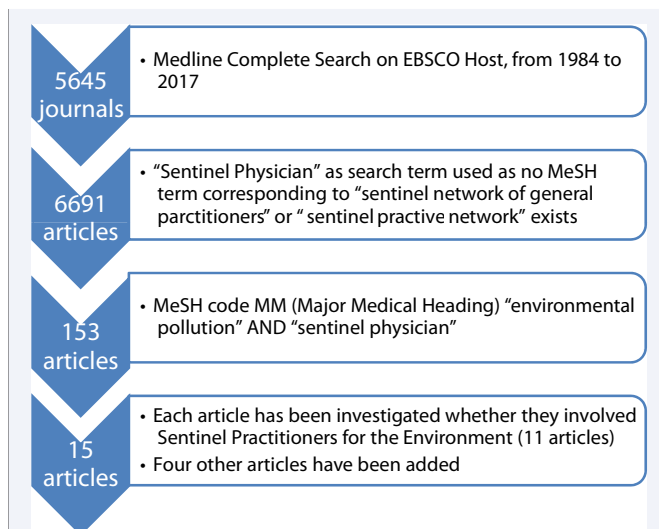 5645
journals
• Medline Complete Search on EBSCO Host, from 1984 to
2017
6691
articles
• “Sentinel Physician” as search term used as no MeSH
term corresponding to “sentinel network of general
parctitioners” or “ sentinel practive network” exists
153
articles
• MeSH code MM (Major Medical Heading) “environmental
pollution” AND “sentinel physician”
15
articles
• Each article has been investigated whether they involved
Sentinel Practitioners for the Environment (11 articles)
• Four other articles have been added